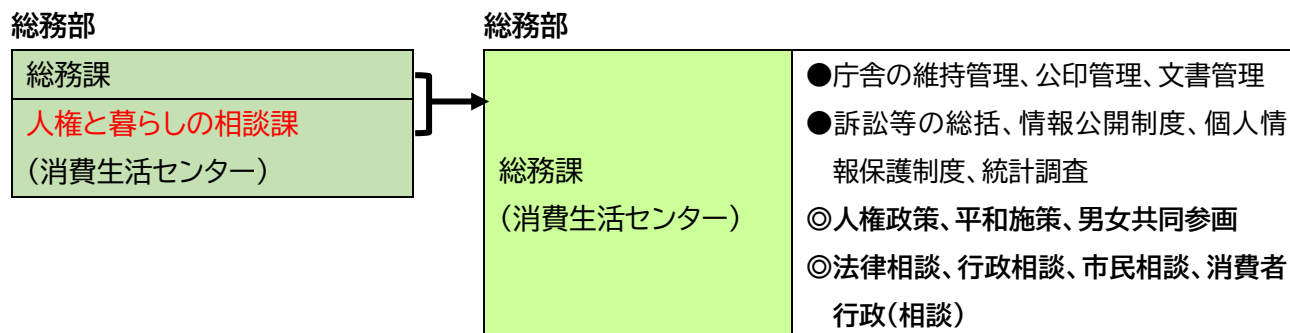 総務部
総務課
人権と暮らしの相談課
（消費生活センター）
総務部
総務課
（消費生活センター）
●庁舎の維持管理、公印管理、文書管理
●訴訟等の総括、情報公開制度、個人情
報保護制度、統計調査
◎人権政策、平和施策、男女共同参画
◎法律相談、行政相談、市民相談、消費者
行政（相談）